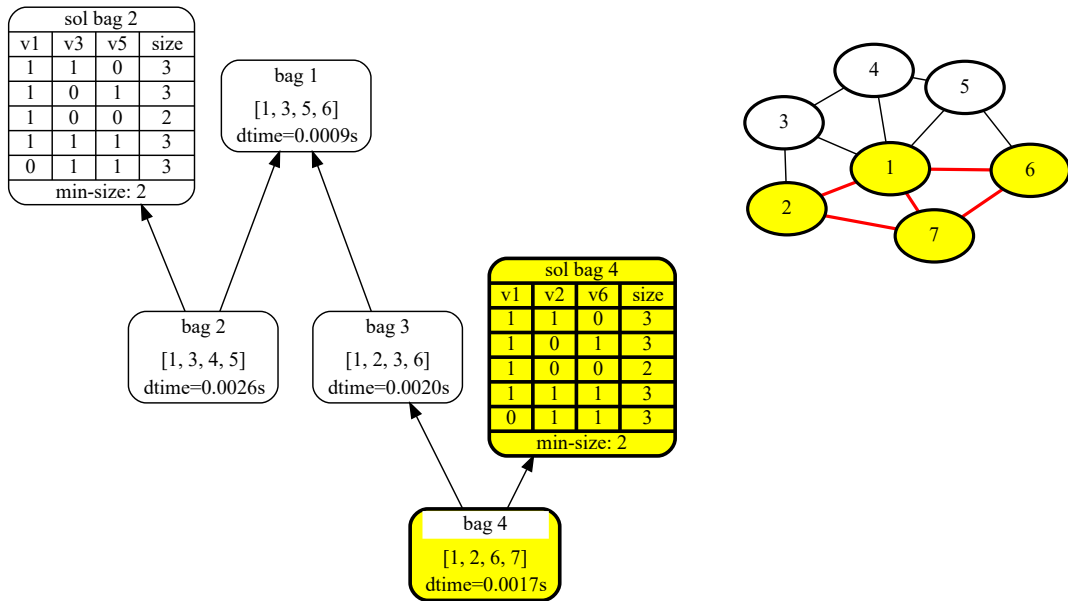 sol bag 2
v1 v3 v5 size
1 1 0 3
1 0 1 3
1 0 0 2
1 1 1 3
0 1 1 3
min-size: 2
bag 1
[1, 3, 5, 6]
dtime=0.0009s
bag 2
[1, 3, 4, 5]
dtime=0.0026s
bag 3
[1, 2, 3, 6]
dtime=0.0020s
sol bag 4
v1 v2 v6 size
1 1 0 3
1 0 1 3
1 0 0 2
1 1 1 3
0 1 1 3
min-size: 2
bag 4
[1, 2, 6, 7]
dtime=0.0017s
4
5
3
1
6
2
7